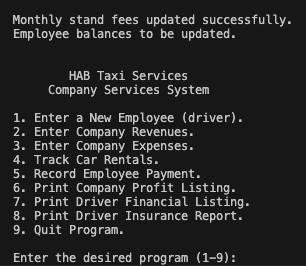 Monthly stand fees updated successfully.
Employee balances to be updated.
HAB Taxi Services
Company Services System
1. Enter a New Employee (driver).
2. Enter Company Revenues.
3. Enter Company Expenses.
4. Track Car Rentals.
5. Record Employee Payment.
6. Print Company Profit Listing.
7. Print Driver Financial Listing.
8. Print Driver Insurance Report.
9. Quit Program.
Enter the desired program (1-9):